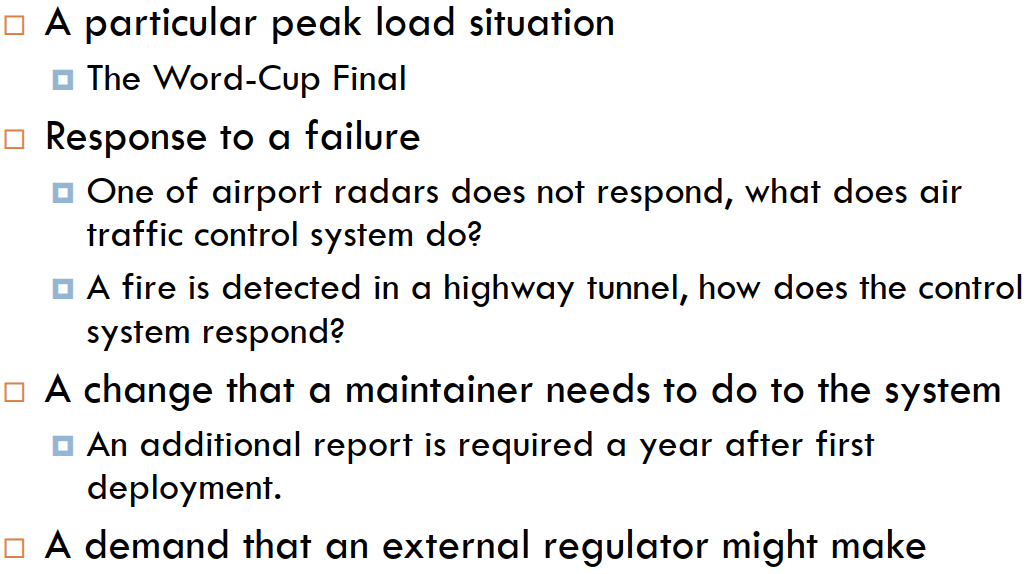 A particular peak load situation
The Word-Cup Final
Response to a failure
One of airport radars does not respond, what does air
traffic control system do?
A fire is detected in a highway tunnel, how does the control
system respond?
A change that a maintainer needs to do to the system
An additional report is required a year after first
deployment.
A demand that an external regulator might make